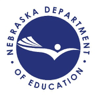 NEBRASKA DEPARTMENT
OF EDUCATION